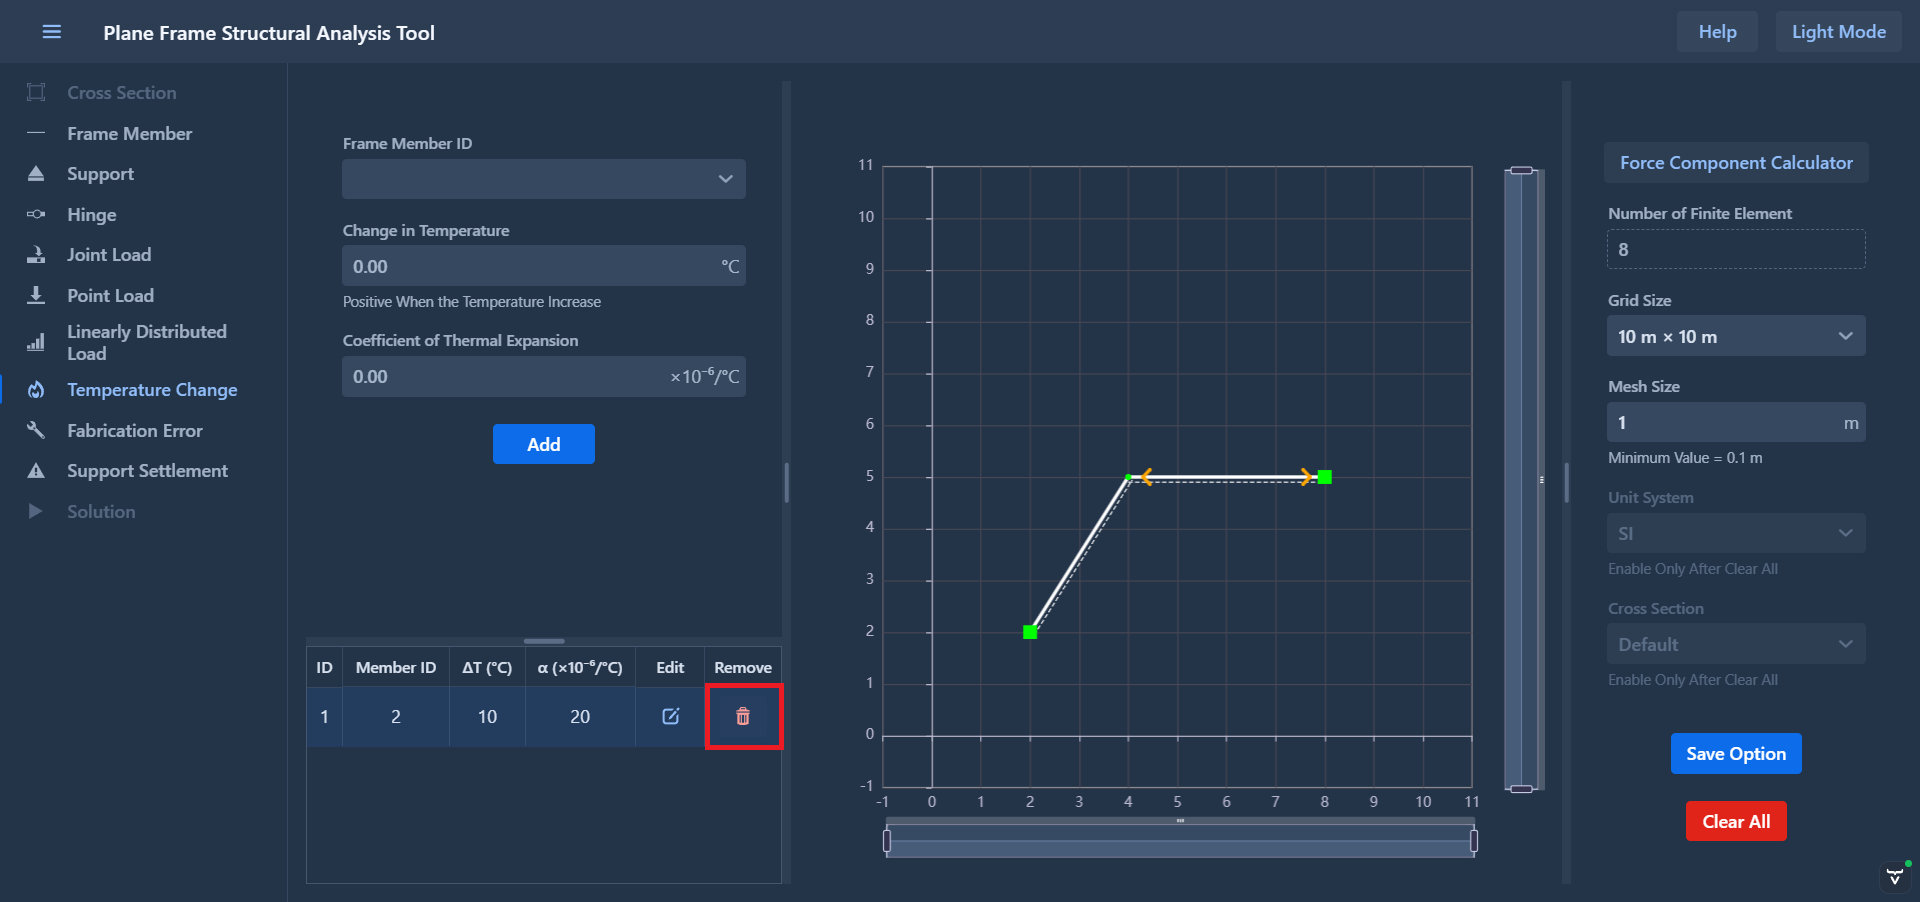 Plane Frame Structural Analysis Tool
Help
Light Mode
Cross Section
Frame Member
Support
Hinge
Joint Load
Point Load
Linearly Distributed
Load
Temperature Change
Fabrication Error
Support Settlement
Solution
Frame Member ID
Change in Temperature
0.00 °C
Positive When the Temperature Increase
Coefficient of Thermal Expansion
0.00 ×10⁻⁶/°C
Add
ID Member ID ΔT (°C) α (×10⁻⁶/°C) Edit Remove
1 2 10 20
11
10
9
8
7
6
5
4
3
2
1
0
-1
-1 0 1 2 3 4 5 6 7 8 9 10 11
Force Component Calculator
Number of Finite Element
8
Grid Size
10 m × 10 m
Mesh Size
1 m
Minimum Value = 0.1 m
Unit System
SI
Enable Only After Clear All
Cross Section
Default
Enable Only After Clear All
Save Option
Clear All